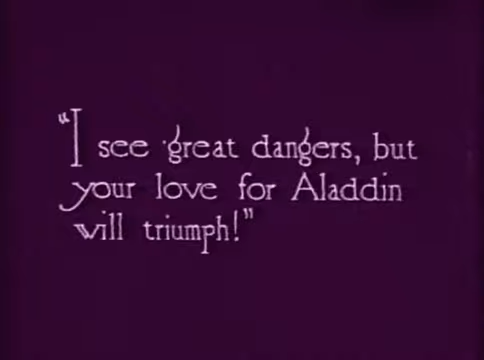 "I see great dangers, but
your love for Aladdin
will triumph!"